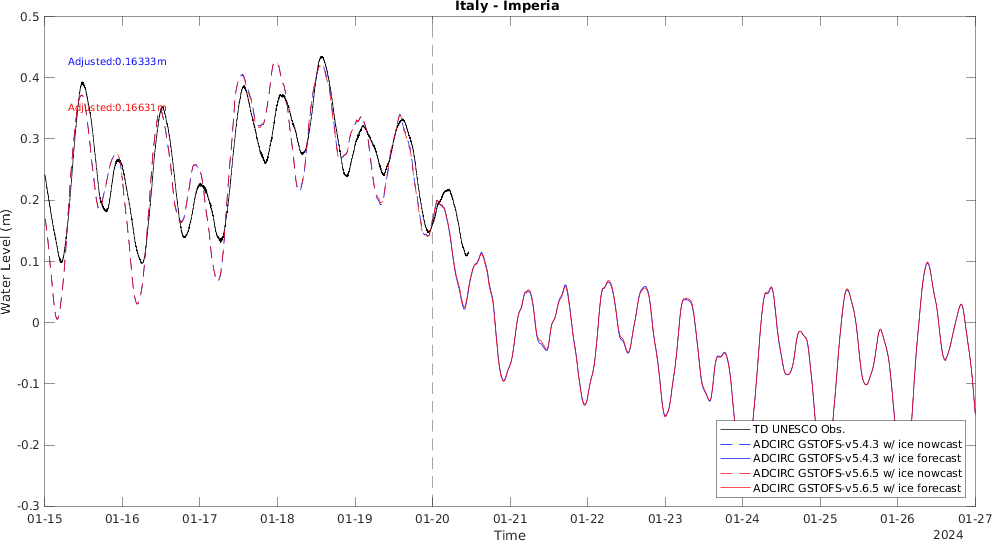 Italy - Imperia
0.5
0.4
0.3
0.2
0.1
0
-0.1
-0.2
-0.3
Water Level (m)
Adjusted:0.16333m
Adjusted:0.16631m
TD UNESCO Obs.
ADCIRC GSTOFS-v5.4.3 w/ ice nowcast
ADCIRC GSTOFS-v5.4.3 w/ ice forecast
ADCIRC GSTOFS-v5.6.5 w/ ice nowcast
ADCIRC GSTOFS-v5.6.5 w/ ice forecast
01-15 01-16 01-17 01-18 01-19 01-20 01-21 01-22 01-23 01-24 01-25 01-26 01-27
Time
2024